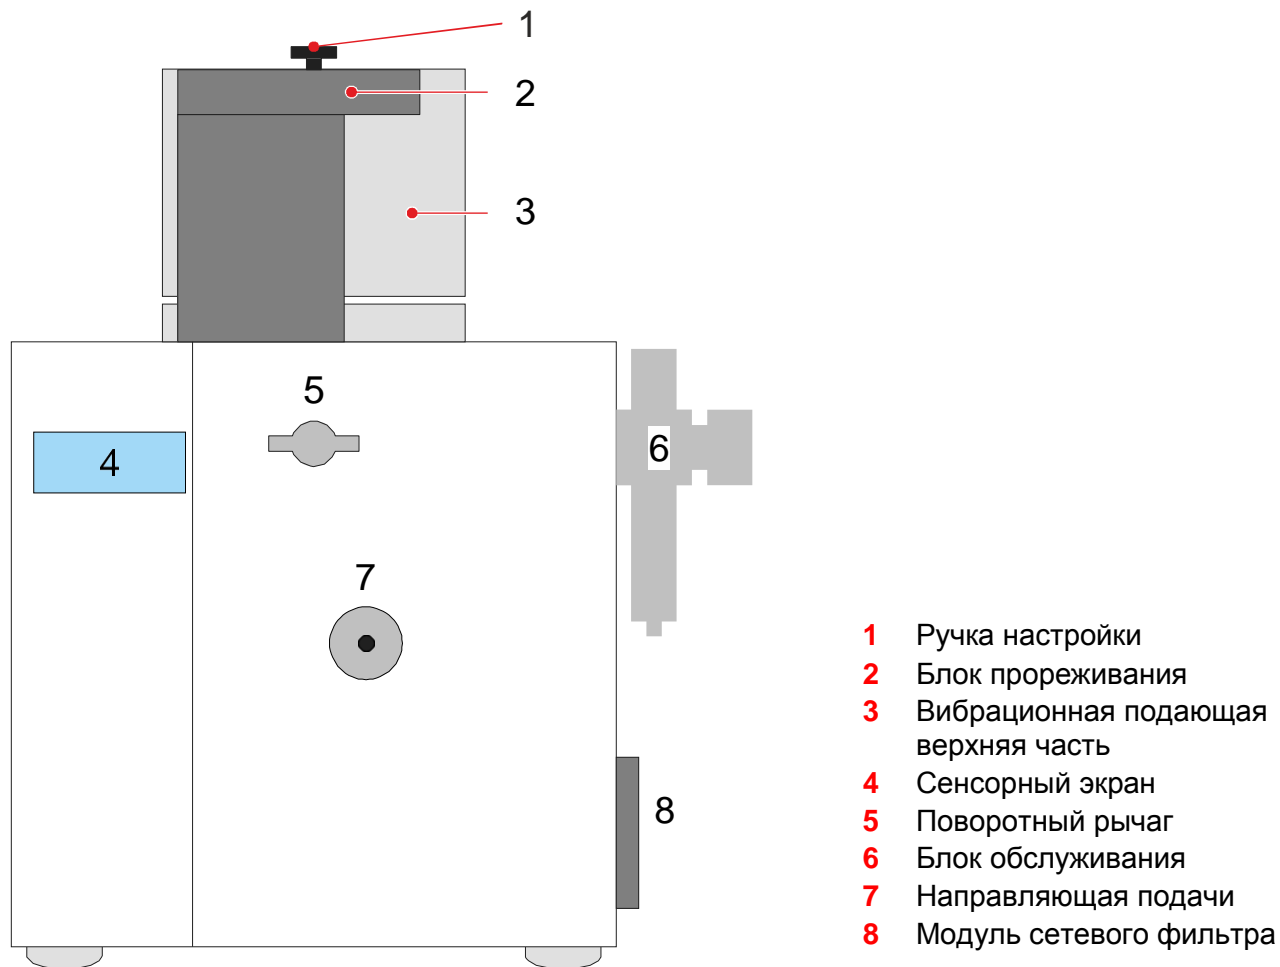 1
2
3
5
4
6
7
8
1 Ручка настройки
2 Блок прореживания
3 Вибрационная подающая
верхняя часть
4 Сенсорный экран
5 Поворотный рычаг
6 Блок обслуживания
7 Направляющая подачи
8 Модуль сетевого фильтра